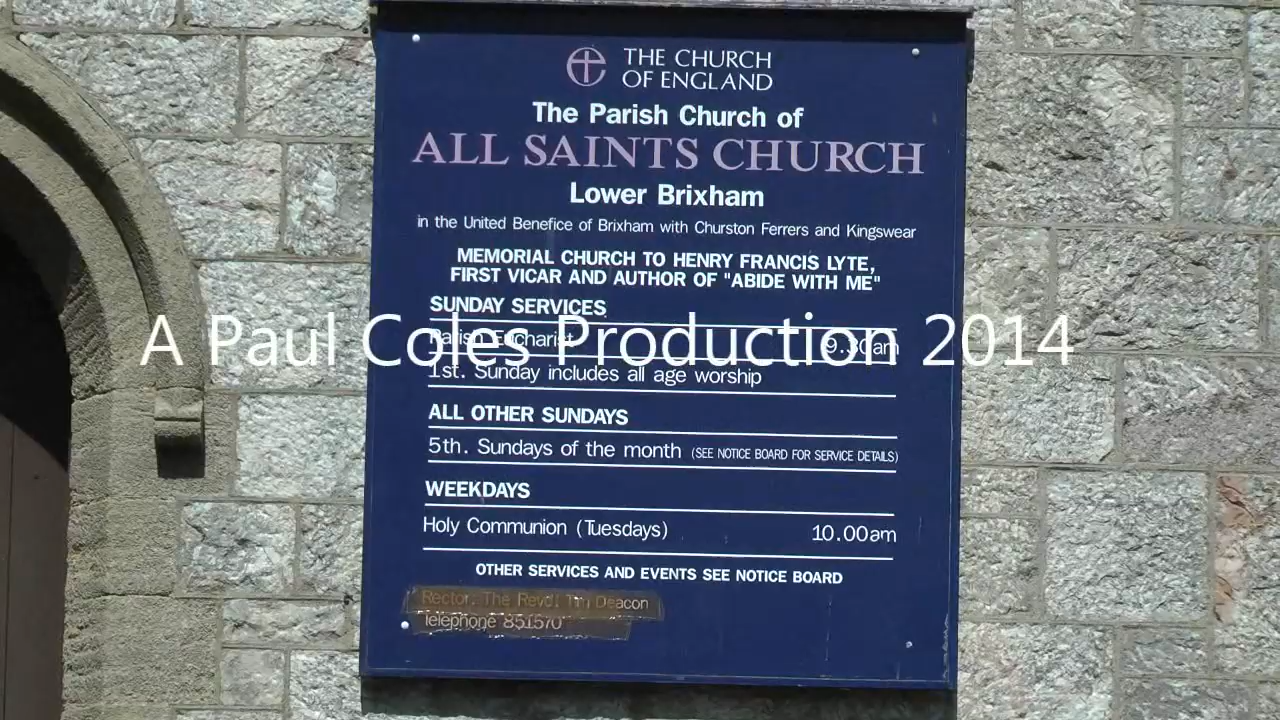 THE CHURCH
OF ENGLAND
The Parish Church of
ALL SAINTS CHURCH
Lower Brixham
in the United Benefice of Brixham with Churston Ferrers and Kingswear
MEMORIAL CHURCH TO HENRY FRANCIS LYTE,
FIRST VICAR AND AUTHOR OF "ABIDE WITH ME"
SUNDAY SERVICES
Parish Eucharist 9.30am
A Paul Coles Production 2014
1st. Sunday includes all age worship
ALL OTHER SUNDAYS
5th. Sundays of the month (SEE NOTICE BOARD FOR SERVICE DETAILS)
WEEKDAYS
Holy Communion (Tuesdays) 10.00am
OTHER SERVICES AND EVENTS SEE NOTICE BOARD
Rector. The Revd! Tim Deacon
Telephone 851570